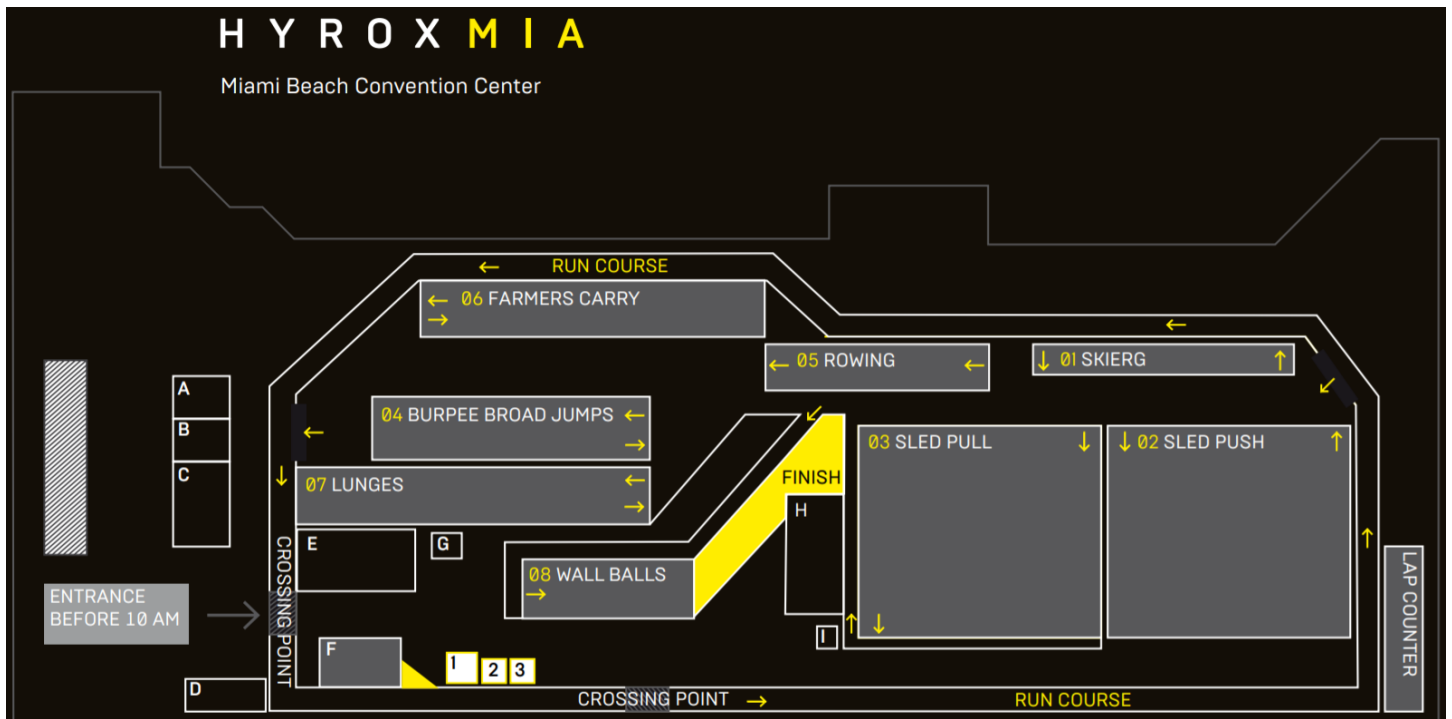 HYROXMIA
Miami Beach Convention Center
← RUN COURSE
← 06 FARMERS CARRY
→
←
← 05 ROWING ←
↓ 01 SKIERG ↑
↙
A
B
C
04 BURPEE BROAD JUMPS ←
→
←
↙
03 SLED PULL ↓
↓ 02 SLED PUSH ↑
↓
07 LUNGES ←
→
FINISH
H
E
G
CROSSING POINT
08 WALL BALLS
→
↑
LAP COUNTER
ENTRANCE
BEFORE 10 AM
→
↑ ↓
I
F
1
2
3
D
CROSSING POINT →
RUN COURSE